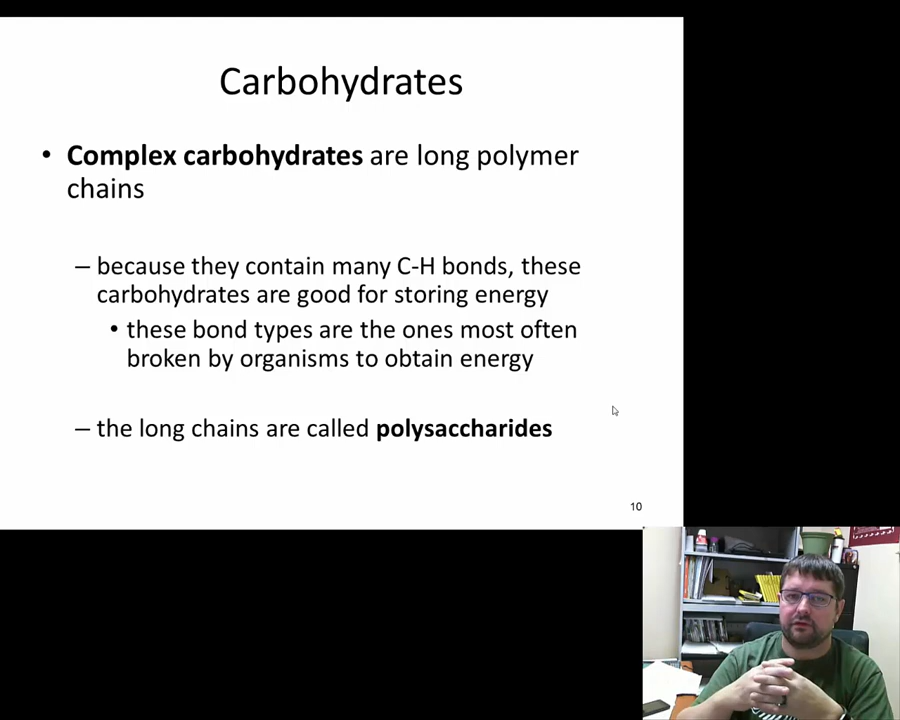 Carbohydrates
• Complex carbohydrates are long polymer
chains
– because they contain many C-H bonds, these
carbohydrates are good for storing energy
• these bond types are the ones most often
broken by organisms to obtain energy
– the long chains are called polysaccharides
10